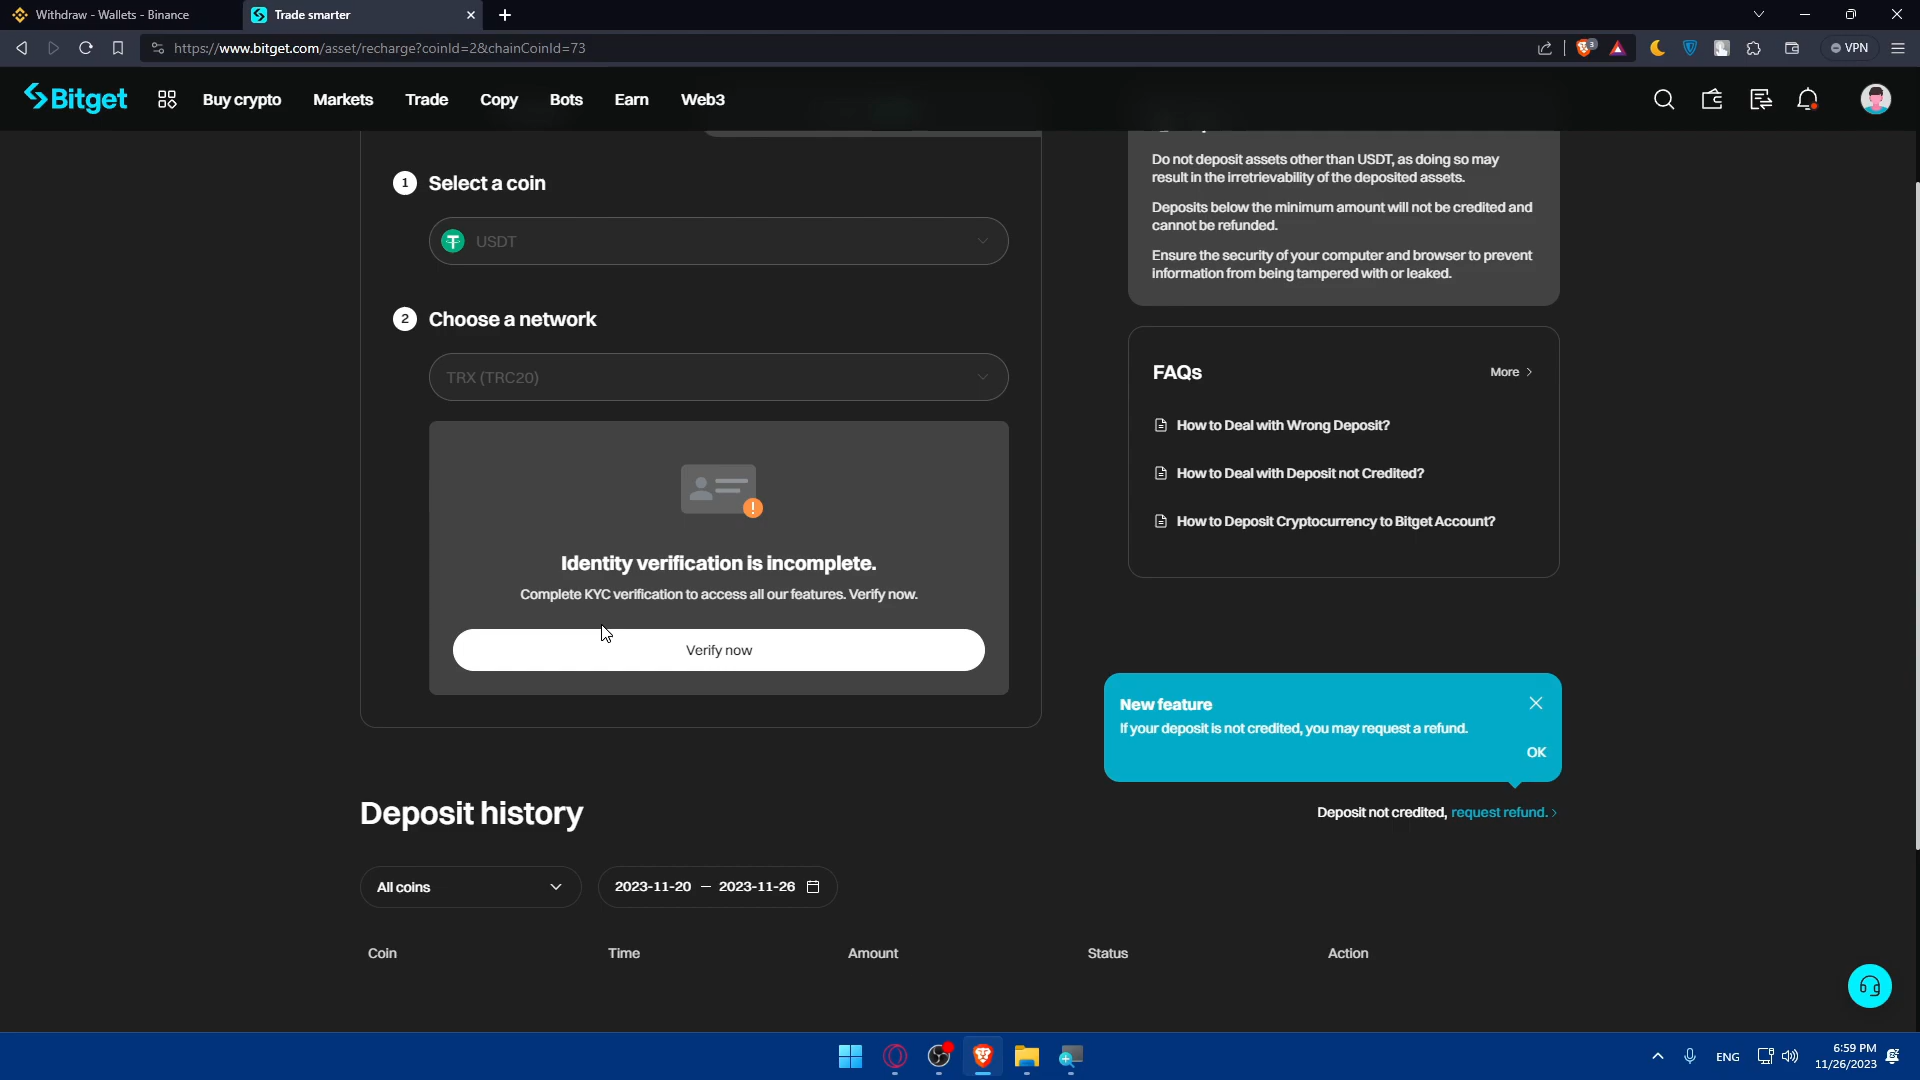 Withdraw - Wallets - Binance
Trade smarter
https://www.bitget.com/asset/recharge?coinId=2&chainCoinId=73
3
VPN
Bitget
Buy crypto
Markets
Trade
Copy
Bots
Earn
Web3
1 Select a coin
USDT
2 Choose a network
TRX (TRC20)
Identity verification is incomplete.
Complete KYC verification to access all our features. Verify now.
Verify now
Do not deposit assets other than USDT, as doing so may
result in the irretrievability of the deposited assets.
Deposits below the minimum amount will not be credited and
cannot be refunded.
Ensure the security of your computer and browser to prevent
information from being tampered with or leaked.
FAQs
More
How to Deal with Wrong Deposit?
How to Deal with Deposit not Credited?
How to Deposit Cryptocurrency to Bitget Account?
New feature
If your deposit is not credited, you may request a refund.
OK
Deposit history
Deposit not credited, request refund.
All coins
2023-11-20 – 2023-11-26
Coin
Time
Amount
Status
Action
ENG
6:59 PM
11/26/2023